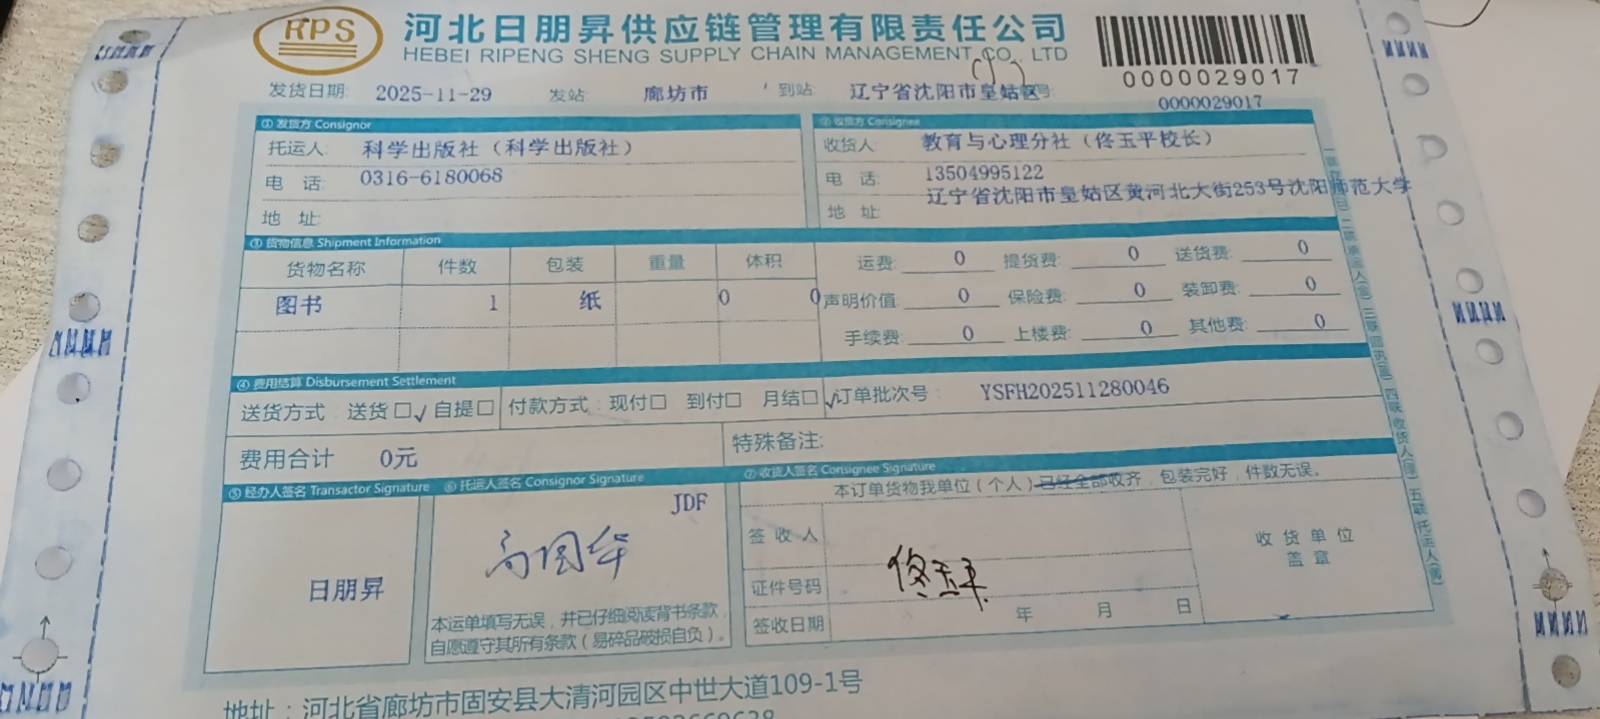 RPS 河北日朋昇供应链管理有限责任公司
HEBEI RIPENG SHENG SUPPLY CHAIN MANAGEMENT CO., LTD
0000029017
发货日期: 2025-11-29 发站: 廊坊市 到站: 辽宁省沈阳市皇姑区 0000029017
① 发货方 Consignor ② 收货方 Consignee
托运人: 科学出版社（科学出版社） 收货人: 教育与心理分社（佟玉平校长）
电 话: 0316-6180068 电 话: 13504995122
地 址: 地 址: 辽宁省沈阳市皇姑区黄河北大街253号沈阳师范大学
③ 货物信息 Shipment Information
货物名称 件数 包装 重量 体积 运费: 0 提货费: 0 送货费: 0
图书 1 纸 0 0 声明价值: 0 保险费: 0 装卸费: 0
手续费: 0 上楼费: 0 其他费: 0
④ 费用结算 Disbursement Settlement
送货方式: 送货□✓ 自提□ 付款方式: 现付□ 到付□ 月结□✓ 订单批次号: YSFH202511280046
费用合计 0元 特殊备注:
⑤ 经办人签名 Transactor Signature ⑥ 托运人签名 Consignor Signature ⑦ 收货人签名 Consignee Signature
本订单货物我单位（个人）已经全部收齐，包装完好，件数无误。
JDF
签 收 人
高国华
收 货 单 位
盖 章
日朋昇
证件号码
佟玉平
签收日期 年 月 日
本运单填写无误，并已仔细阅读背书条款，
自愿遵守其所有条款（易碎品破损自负）。
地址：河北省廊坊市固安县大清河园区中世大道109-1号